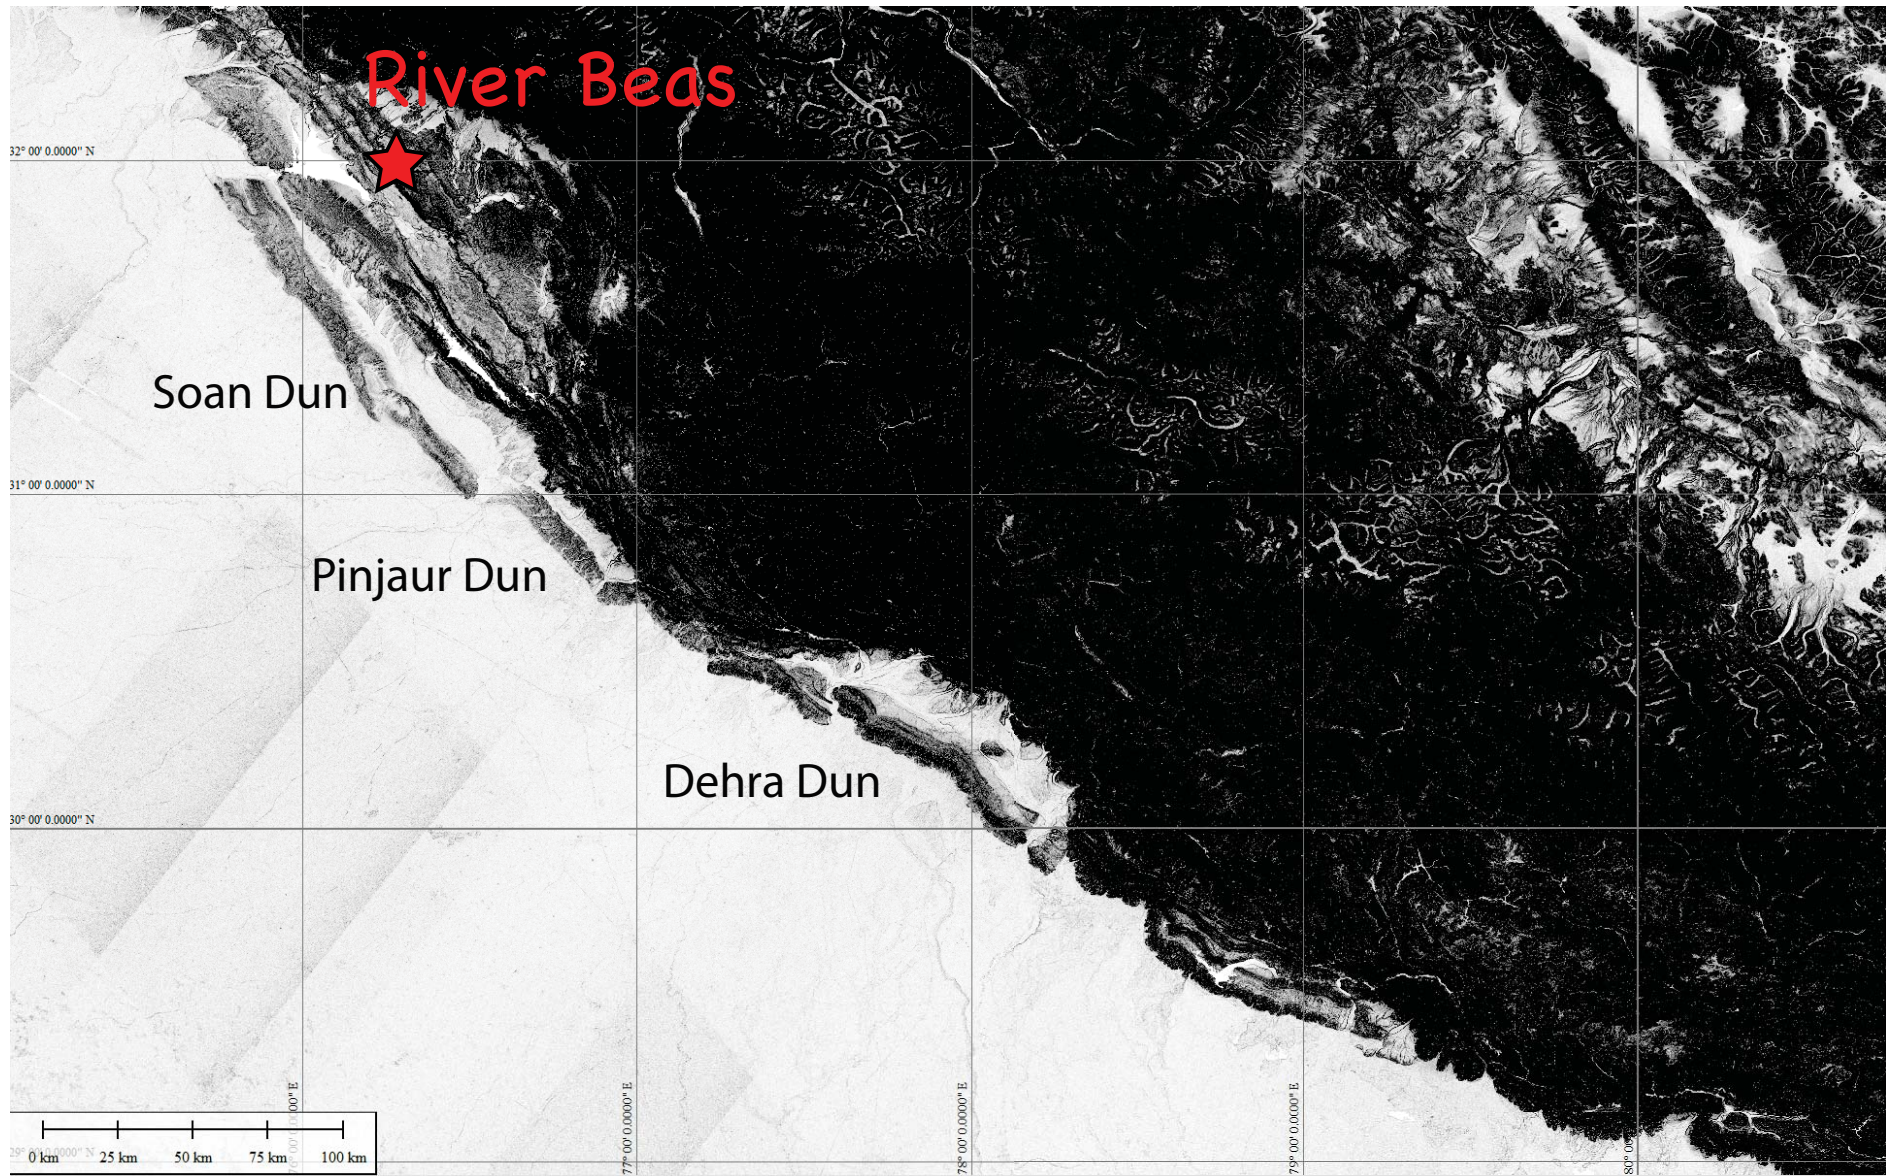 River Beas
32° 00' 0.0000" N
Soan Dun
31° 00' 0.0000" N
Pinjaur Dun
Dehra Dun
30° 00' 0.0000" N
77° 00' 0.0000" E
78° 00' 0.0000" E
79° 00' 0.0000" E
80° 00'
0 km 25 km 50 km 75 km 100 km